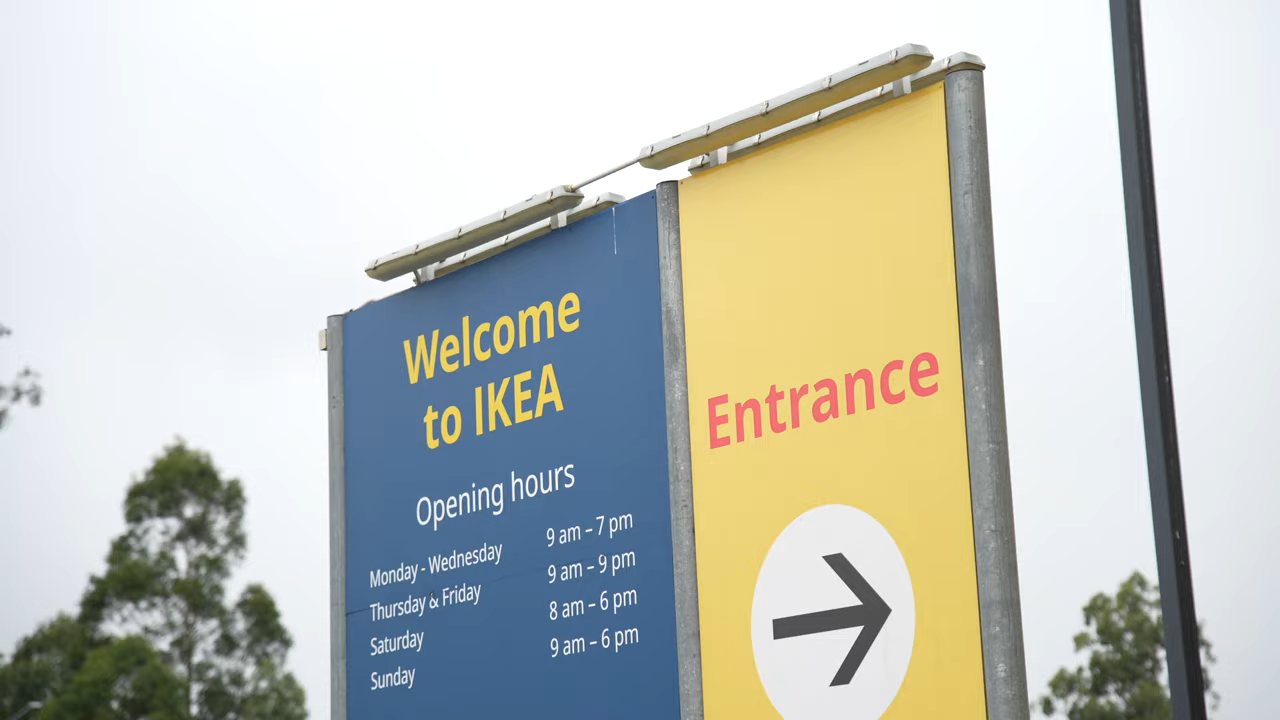 Welcome
to IKEA
Opening hours
Monday - Wednesday 9 am – 7 pm
Thursday & Friday 9 am – 9 pm
Saturday 8 am – 6 pm
Sunday 9 am – 6 pm
Entrance